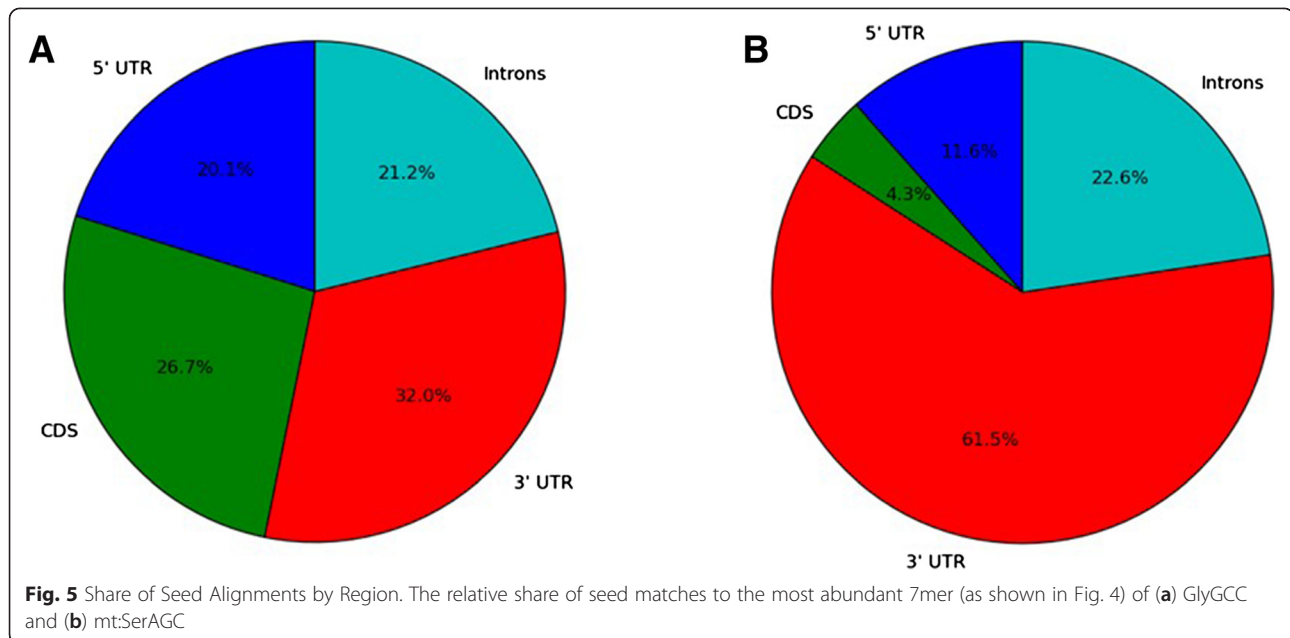 A
5' UTR
Introns
20.1%
21.2%
26.7%
32.0%
CDS
3' UTR
B
5' UTR
Introns
CDS
11.6%
22.6%
4.3%
61.5%
3' UTR
Fig. 5 Share of Seed Alignments by Region. The relative share of seed matches to the most abundant 7mer (as shown in Fig. 4) of (a) GlyGCC
and (b) mt:SerAGC